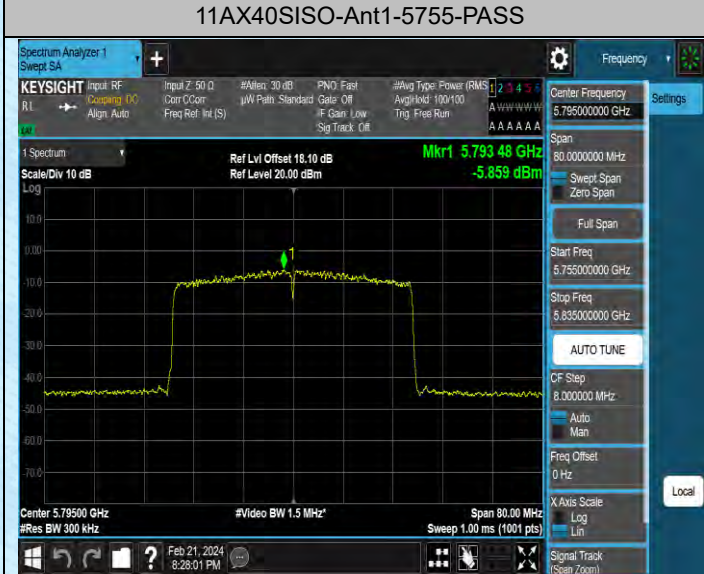 11AX40SISO-Ant1-5755-PASS
Spectrum Analyzer 1
Swept SA
+
Frequency
KEYSIGHT
Input: RF
Coupling: DC
Align: Auto
Input Z: 50 Ω
Corr CCorr
Freq Ref: Int (S)
#Atten: 30 dB
µW Path: Standard
PNO: Fast
Gate: Off
IF Gain: Low
Sig Track: Off
#Avg Type: Power (RMS
Avg|Hold: 100/100
Trig: Free Run
1 2 3 4 5 6
A W W W W W
A A A A A A
1 Spectrum
Scale/Div 10 dB
Log
Ref Lvl Offset 18.10 dB
Ref Level 20.00 dBm
Mkr1 5.793 48 GHz
-5.859 dBm
10.0
0.00
-10.0
-20.0
-30.0
-40.0
-50.0
-60.0
-70.0
1
Center 5.79500 GHz
#Res BW 300 kHz
#Video BW 1.5 MHz*
Span 80.00 MHz
Sweep 1.00 ms (1001 pts)
Center Frequency
5.795000000 GHz
Settings
Span
80.0000000 MHz
Swept Span
Zero Span
Full Span
Start Freq
5.755000000 GHz
Stop Freq
5.835000000 GHz
AUTO TUNE
CF Step
8.000000 MHz
Auto
Man
Freq Offset
0 Hz
X Axis Scale
Log
Lin
Local
Signal Track
(Span Zoom)
?
Feb 21, 2024
8:28:01 PM